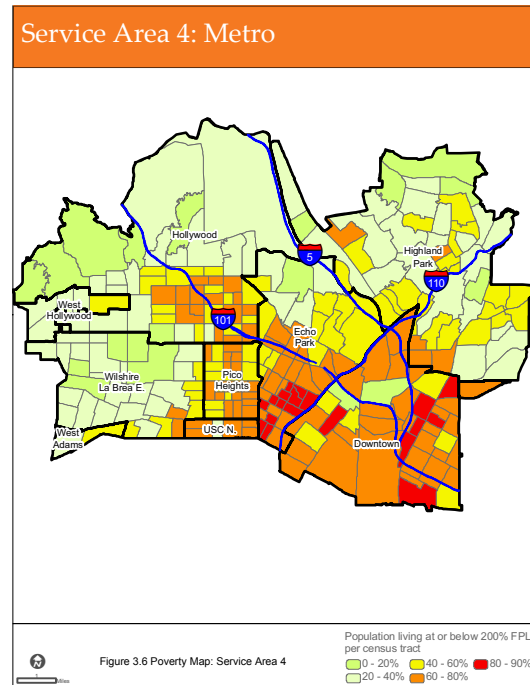 Service Area 4: Metro
Hollywood
Highland
Park
5
110
West
Hollywood
101
Echo
Park
Wilshire
La Brea E.
Pico
Heights
West
Adams
USC N.
Downtown
N
Miles
Figure 3.6 Poverty Map: Service Area 4
Population living at or below 200% FPL
per census tract
0 - 20%
40 - 60%
80 - 90%
20 - 40%
60 - 80%